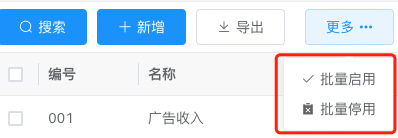 搜索 新增 导出 更多
编号 名称 批量启用
批量停用
001 广告收入